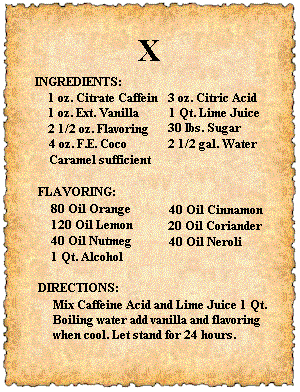 X
INGREDIENTS:
1 oz. Citrate Caffein 3 oz. Citric Acid
1 oz. Ext. Vanilla 1 Qt. Lime Juice
2 1/2 oz. Flavoring 30 lbs. Sugar
4 oz. F.E. Coco 2 1/2 gal. Water
Caramel sufficient
FLAVORING:
80 Oil Orange 40 Oil Cinnamon
120 Oil Lemon 20 Oil Coriander
40 Oil Nutmeg 40 Oil Neroli
1 Qt. Alcohol
DIRECTIONS:
Mix Caffeine Acid and Lime Juice 1 Qt.
Boiling water add vanilla and flavoring
when cool. Let stand for 24 hours.